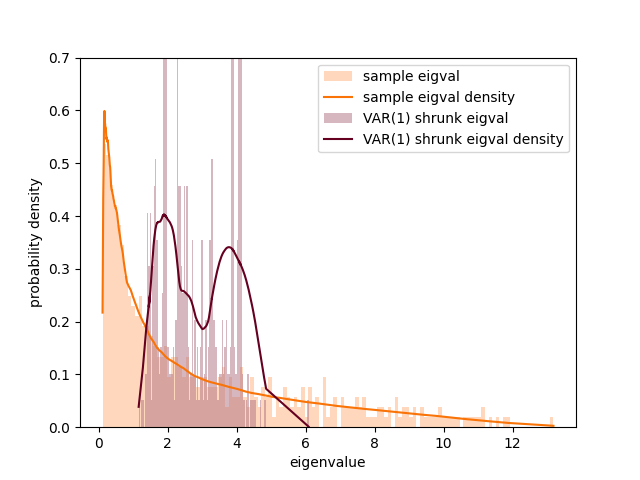 sample eigval
sample eigval density
VAR(1) shrunk eigval
VAR(1) shrunk eigval density
probability density
0.7
0.6
0.5
0.4
0.3
0.2
0.1
0.0
0 2 4 6 8 10 12
eigenvalue